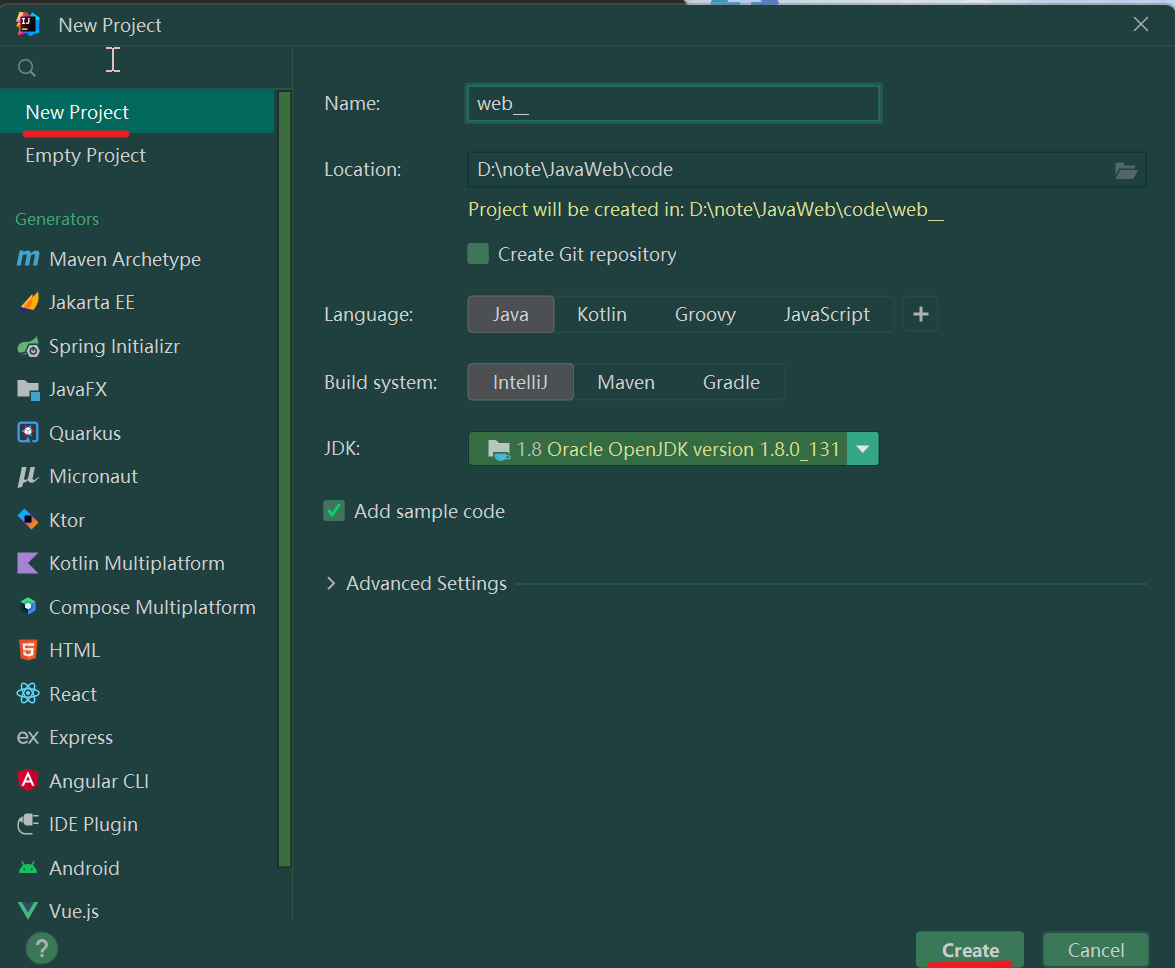 New Project
New Project
Empty Project
Generators
Maven Archetype
Jakarta EE
Spring Initializr
JavaFX
Quarkus
Micronaut
Ktor
Kotlin Multiplatform
Compose Multiplatform
HTML
React
ex Express
Angular CLI
IDE Plugin
Android
Vue.js
Name: web__
Location: D:\note\JavaWeb\code
Project will be created in: D:\note\JavaWeb\code\web__
Create Git repository
Language: Java Kotlin Groovy JavaScript +
Build system: IntelliJ Maven Gradle
JDK: 1.8 Oracle OpenJDK version 1.8.0_131
Add sample code
Advanced Settings
? Create Cancel